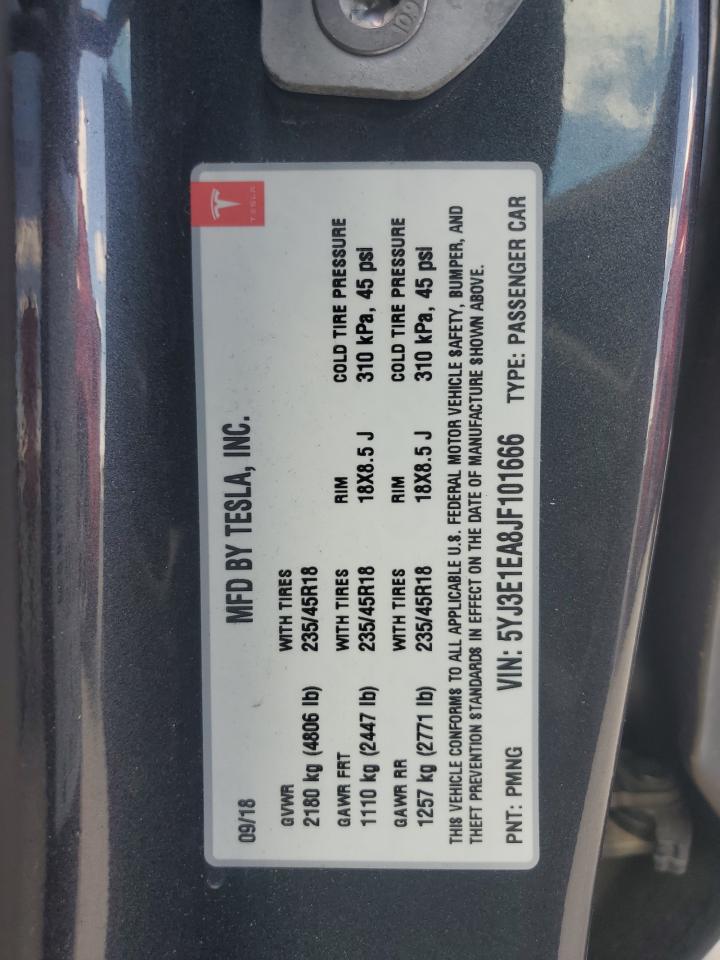 109
TESLA
MFD BY TESLA, INC.
09/18
GVWR WITH TIRES
2180 kg (4806 lb) 235/45R18
GAWR FRT WITH TIRES RIM COLD TIRE PRESSURE
1110 kg (2447 lb) 235/45R18 18X8.5 J 310 kPa, 45 psi
GAWR RR WITH TIRES RIM COLD TIRE PRESSURE
1257 kg (2771 lb) 235/45R18 18X8.5 J 310 kPa, 45 psi
THIS VEHICLE CONFORMS TO ALL APPLICABLE U.S. FEDERAL MOTOR VEHICLE SAFETY, BUMPER, AND
THEFT PREVENTION STANDARDS IN EFFECT ON THE DATE OF MANUFACTURE SHOWN ABOVE.
PNT: PMNG VIN: 5YJ3E1EA8JF101666 TYPE: PASSENGER CAR